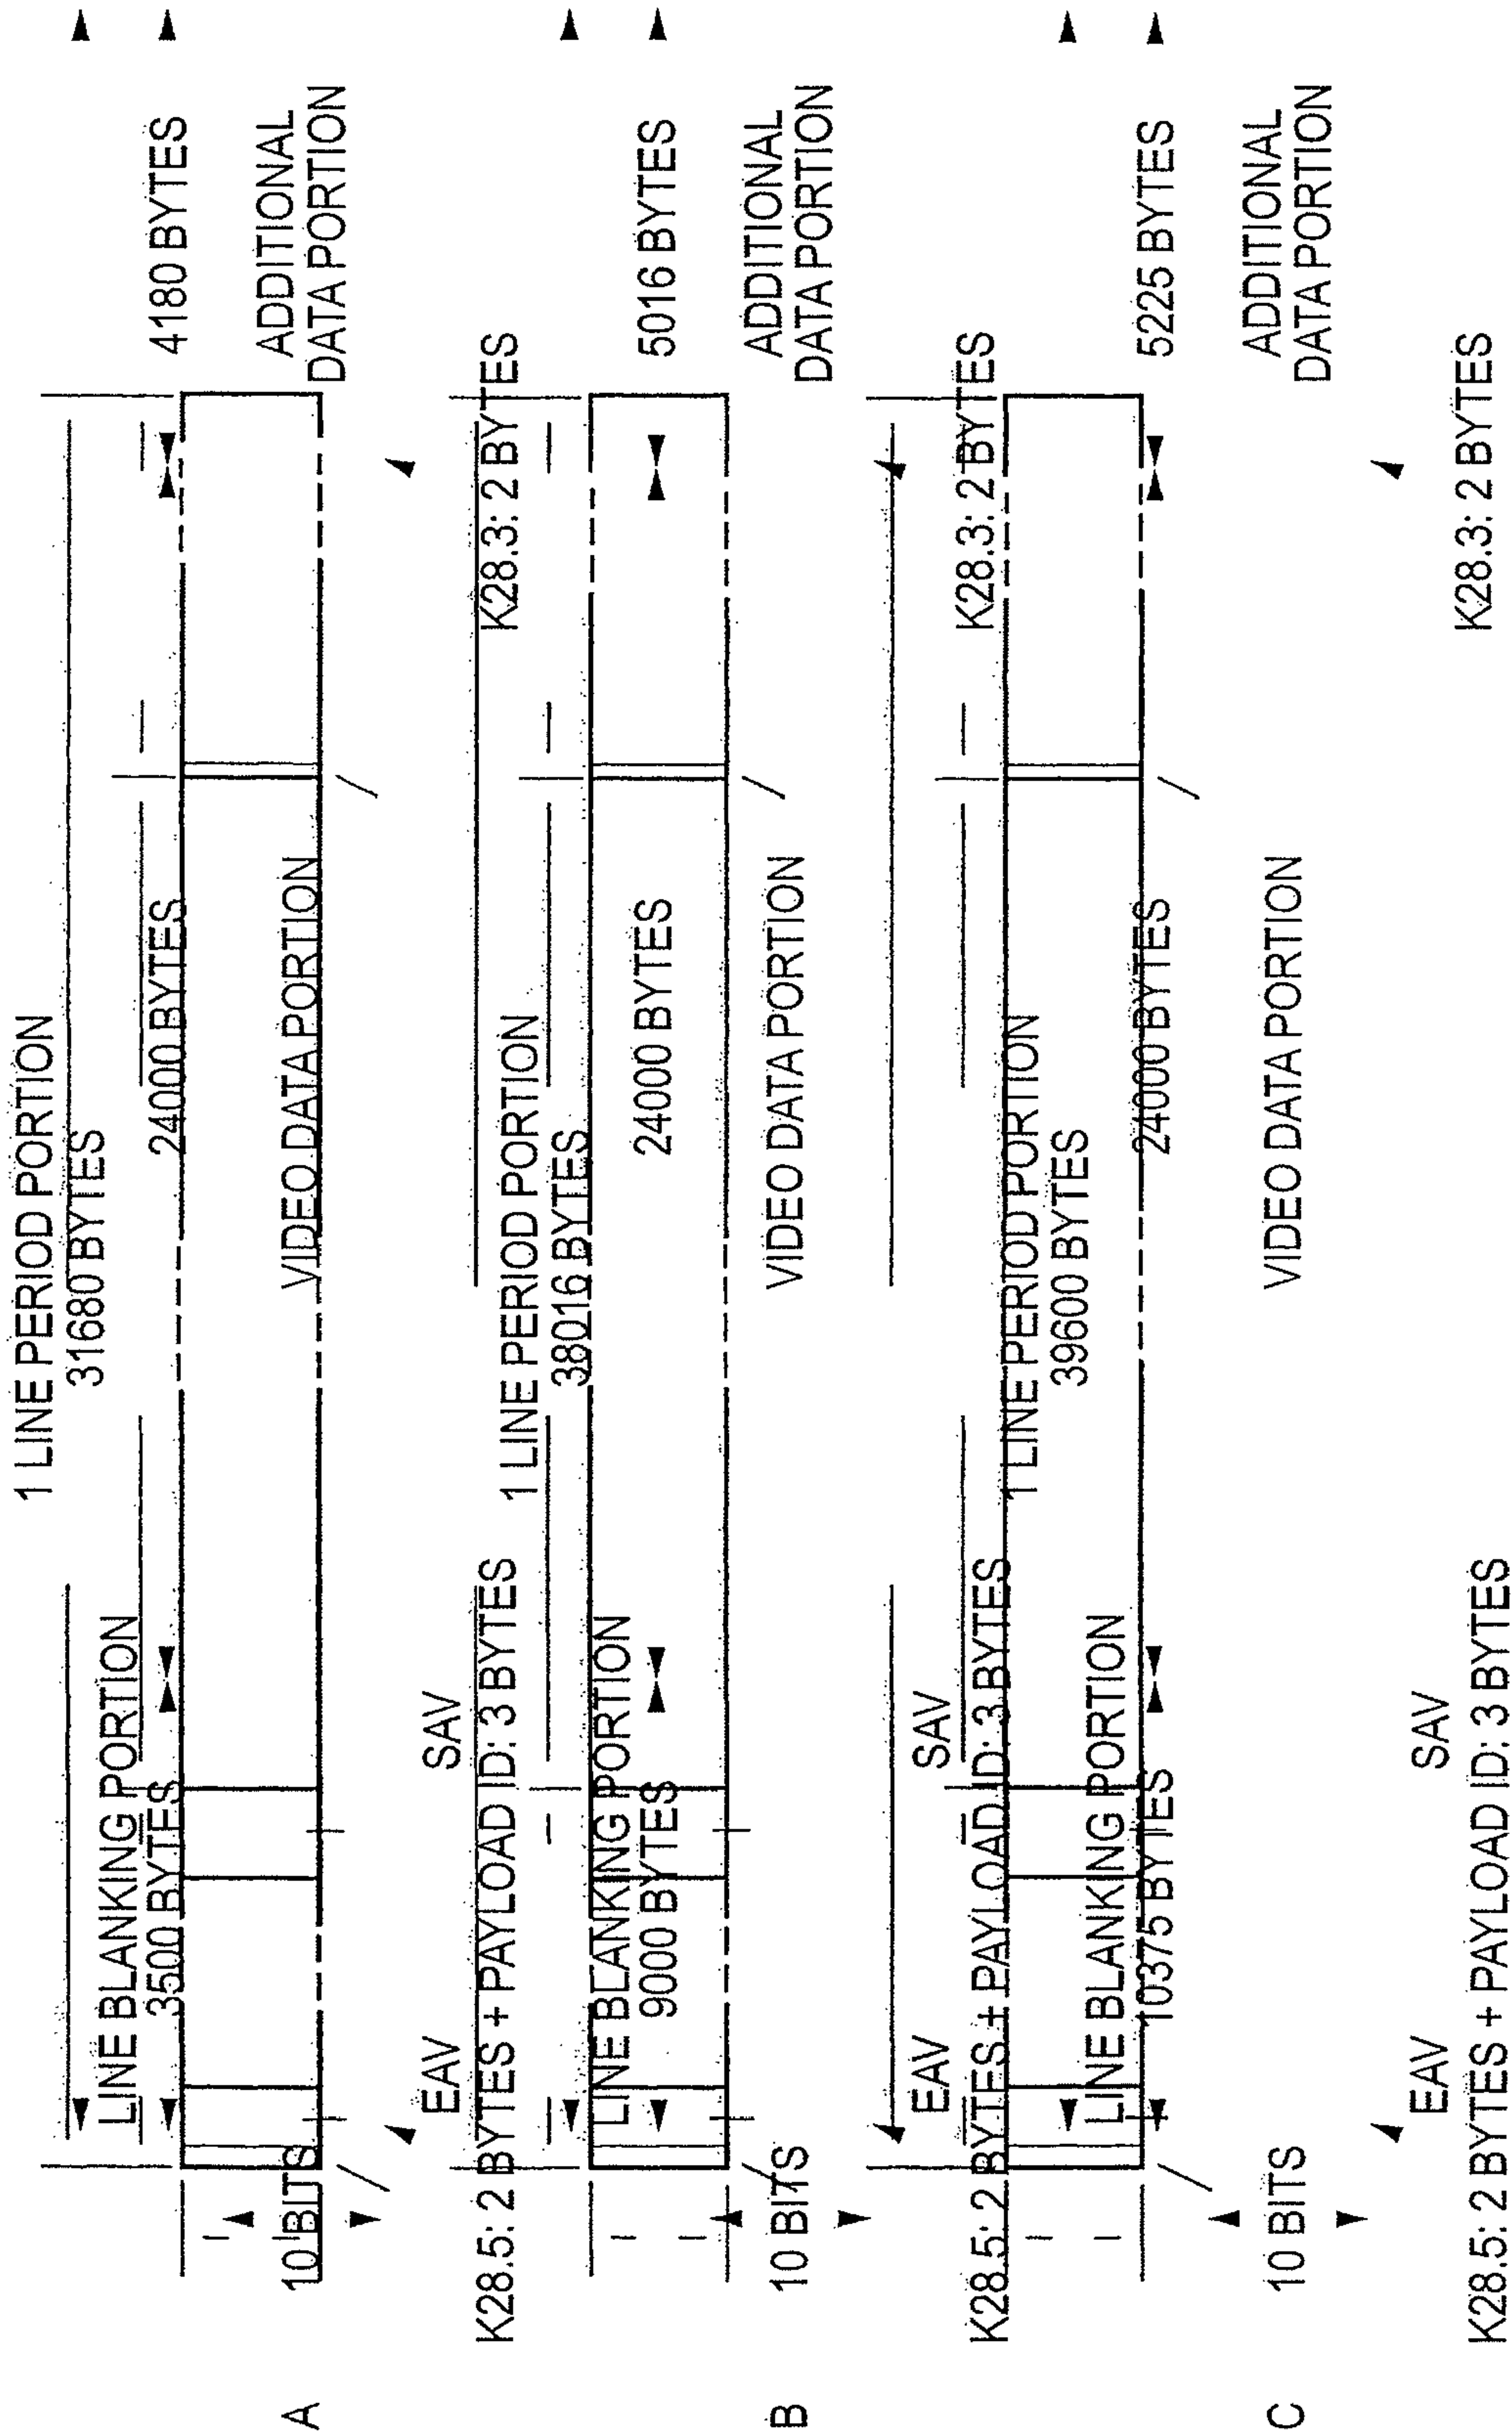 1 LINE PERIOD PORTION
31680 BYTES
LINE BLANKING PORTION
3500 BYTES
24000 BYTES
4180 BYTES
A
10 BITS
VIDEO DATA PORTION
ADDITIONAL
DATA PORTION
EAV
SAV
K28.5: 2 BYTES + PAYLOAD ID: 3 BYTES
K28.3: 2 BYTES
1 LINE PERIOD PORTION
38016 BYTES
LINE BLANKING PORTION
9000 BYTES
24000 BYTES
5016 BYTES
B
10 BITS
VIDEO DATA PORTION
ADDITIONAL
DATA PORTION
EAV
SAV
K28.5: 2 BYTES + PAYLOAD ID: 3 BYTES
K28.3: 2 BYTES
1 LINE PERIOD PORTION
39600 BYTES
LINE BLANKING PORTION
10375 BYTES
24000 BYTES
5225 BYTES
C
10 BITS
VIDEO DATA PORTION
ADDITIONAL
DATA PORTION
EAV
SAV
K28.5: 2 BYTES + PAYLOAD ID: 3 BYTES
K28.3: 2 BYTES